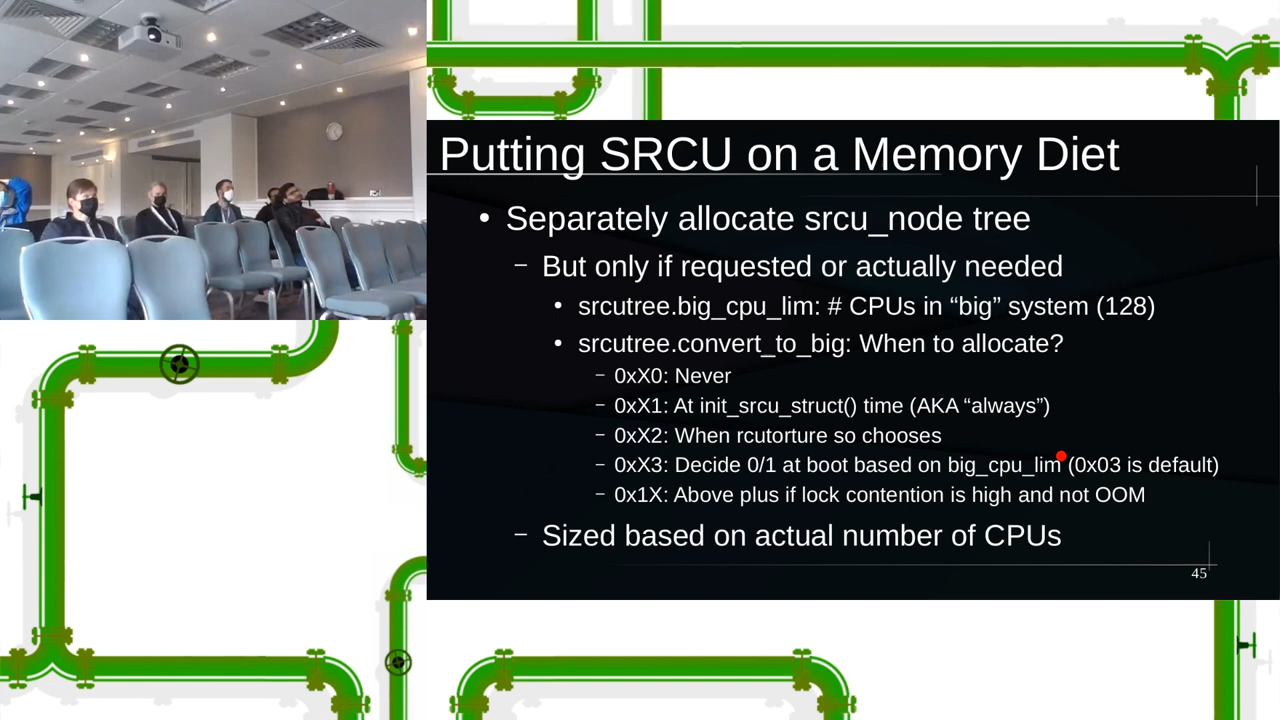 Putting SRCU on a Memory Diet
• Separately allocate srcu_node tree
– But only if requested or actually needed
• srcutree.big_cpu_lim: # CPUs in “big” system (128)
• srcutree.convert_to_big: When to allocate?
– 0xX0: Never
– 0xX1: At init_srcu_struct() time (AKA “always”)
– 0xX2: When rcutorture so chooses
– 0xX3: Decide 0/1 at boot based on big_cpu_lim (0x03 is default)
– 0x1X: Above plus if lock contention is high and not OOM
– Sized based on actual number of CPUs
45